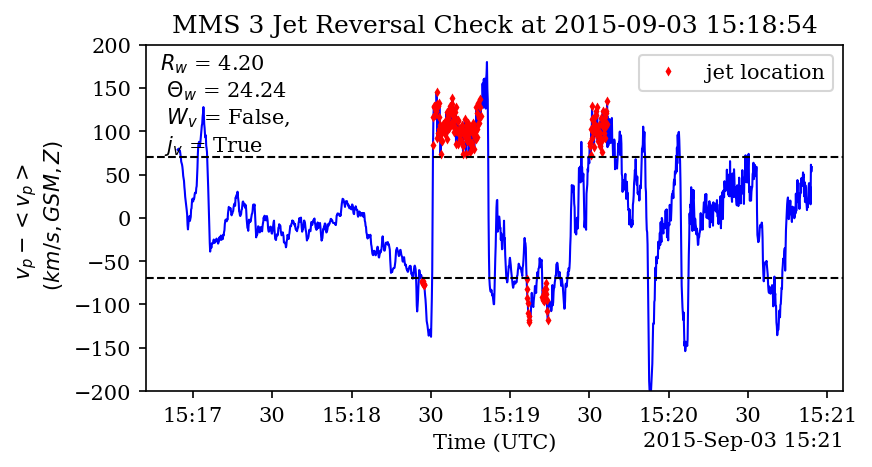 MMS 3 Jet Reversal Check at 2015-09-03 15:18:54
R_w = 4.20
Θ_w = 24.24
W_v = False,
j_v = True
jet location
v_p − < v_p >
(km/s, GSM, Z)
200
150
100
50
0
−50
−100
−150
−200
15:17 30 15:18 30 15:19 30 15:20 30 15:21
Time (UTC) 2015-Sep-03 15:21